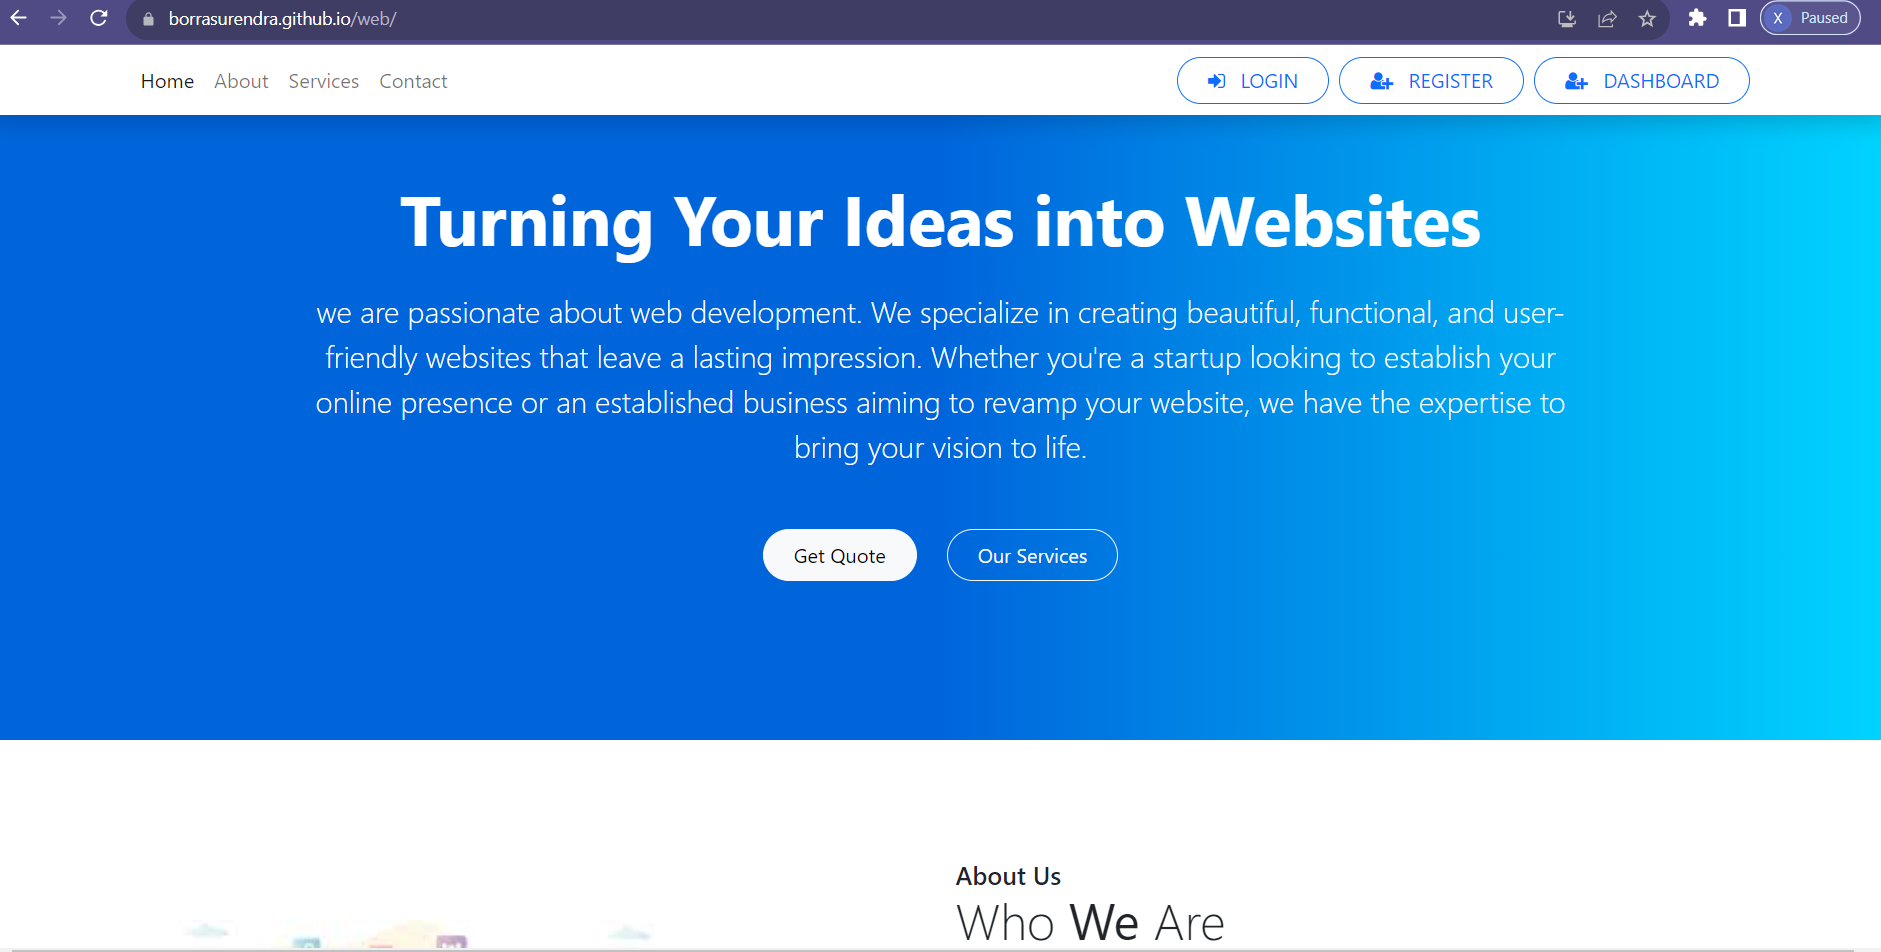 borrasurendra.github.io/web/
X Paused
Home About Services Contact LOGIN REGISTER DASHBOARD
Turning Your Ideas into Websites
we are passionate about web development. We specialize in creating beautiful, functional, and user-
friendly websites that leave a lasting impression. Whether you're a startup looking to establish your
online presence or an established business aiming to revamp your website, we have the expertise to
bring your vision to life.
Get Quote Our Services
About Us
Who We Are